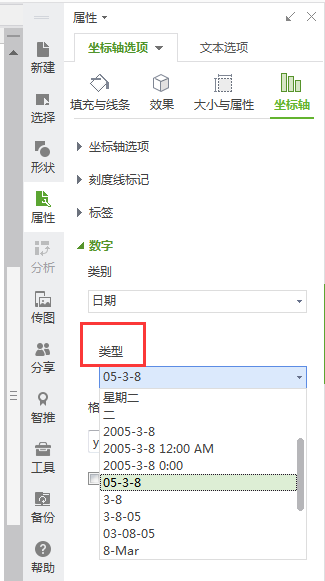 属性
坐标轴选项 文本选项
新建
选择
形状
属性
分析
传图
分享
智推
工具
备份
帮助
填充与线条 效果 大小与属性 坐标轴
坐标轴选项
刻度线标记
标签
数字
类别
日期
类型
05-3-8
星期二
二
2005-3-8
2005-3-8 12:00 AM
2005-3-8 0:00
05-3-8
3-8
3-8-05
03-08-05
8-Mar
格
y